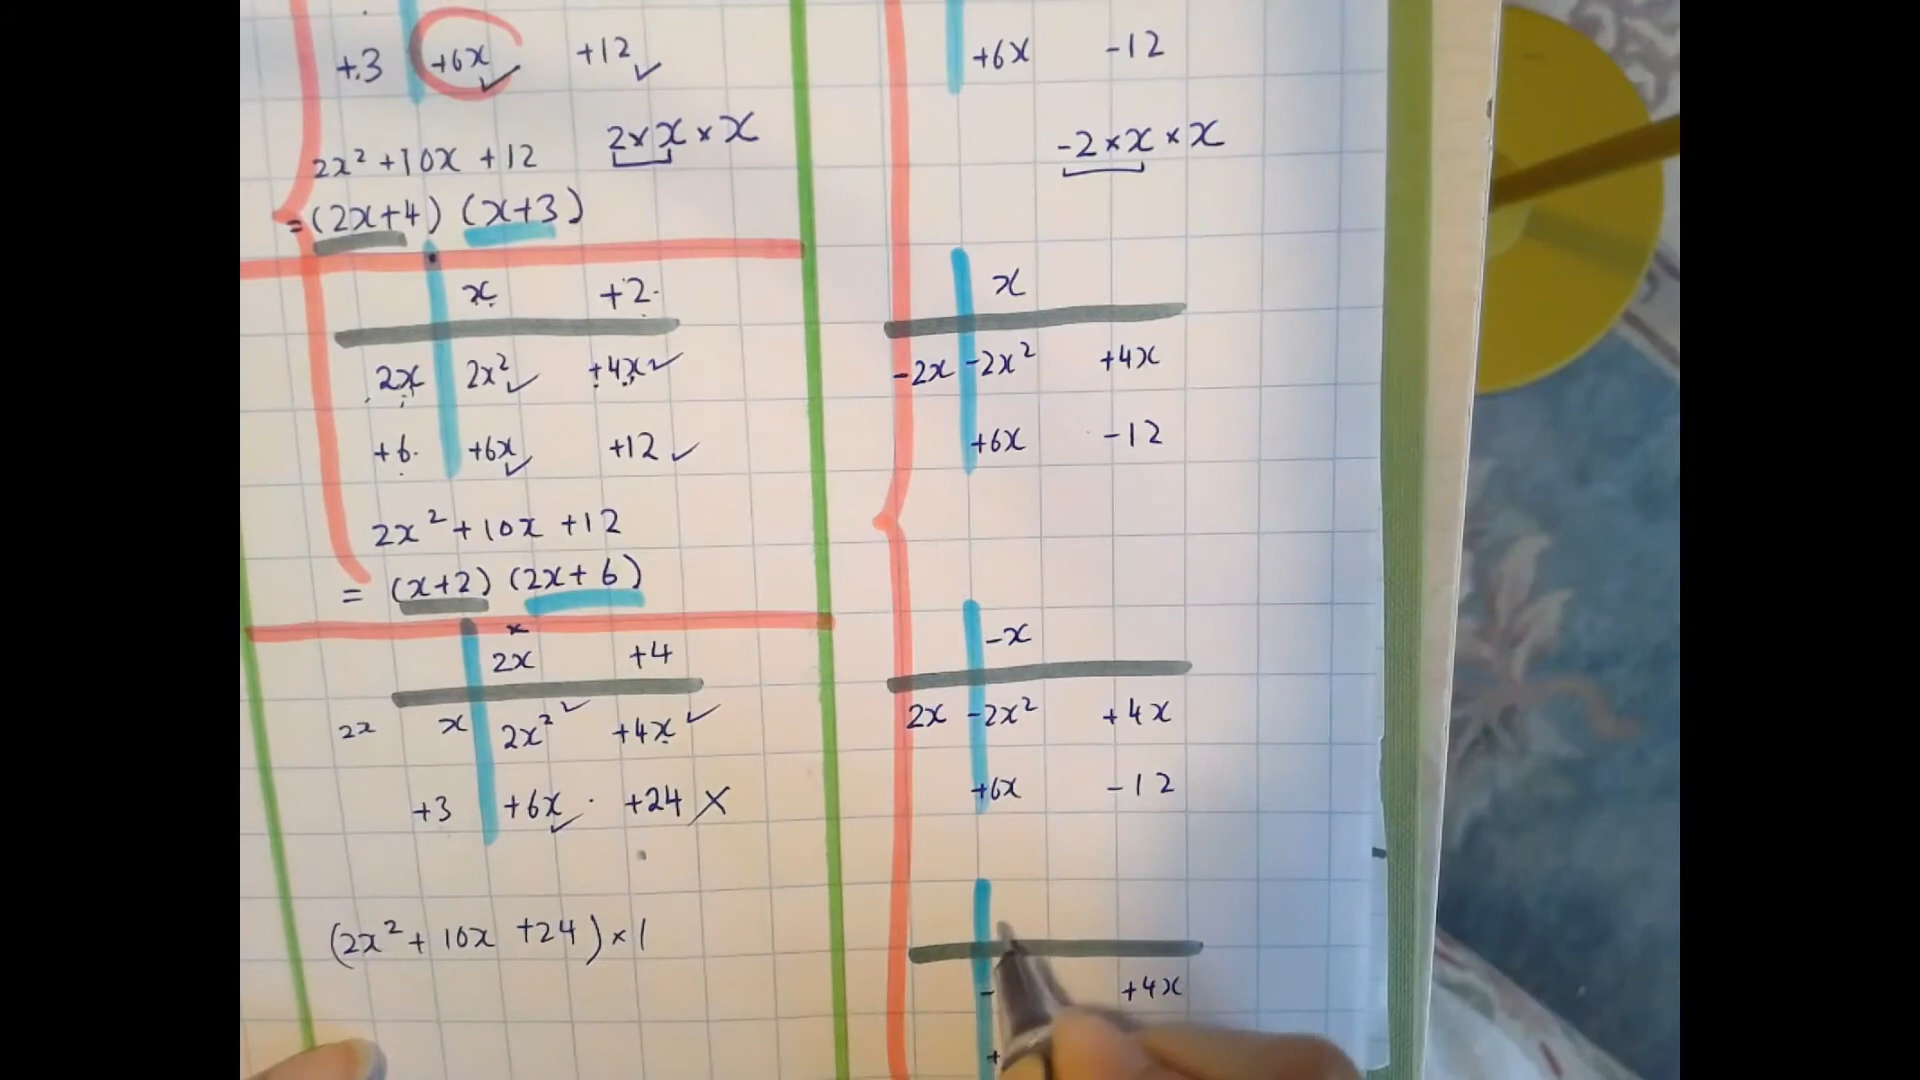 +3 +6x ✓ +12 ✓
2x² + 10x + 12 2 × x × x
= (2x+4) (x+3)
x +2
2x 2x² ✓ +4x ✓
+6 +6x ✓ +12 ✓
2x² + 10x + 12
= (x+2) (2x+6)
x
2x +4
2x x 2x² ✓ +4x ✓
+3 +6x ✓ +24 X
(2x² + 10x + 24) × 1
+6x -12
-2 × x × x
x
-2x -2x² +4x
+6x -12
-x
2x -2x² +4x
+6x -12
- +4x
+